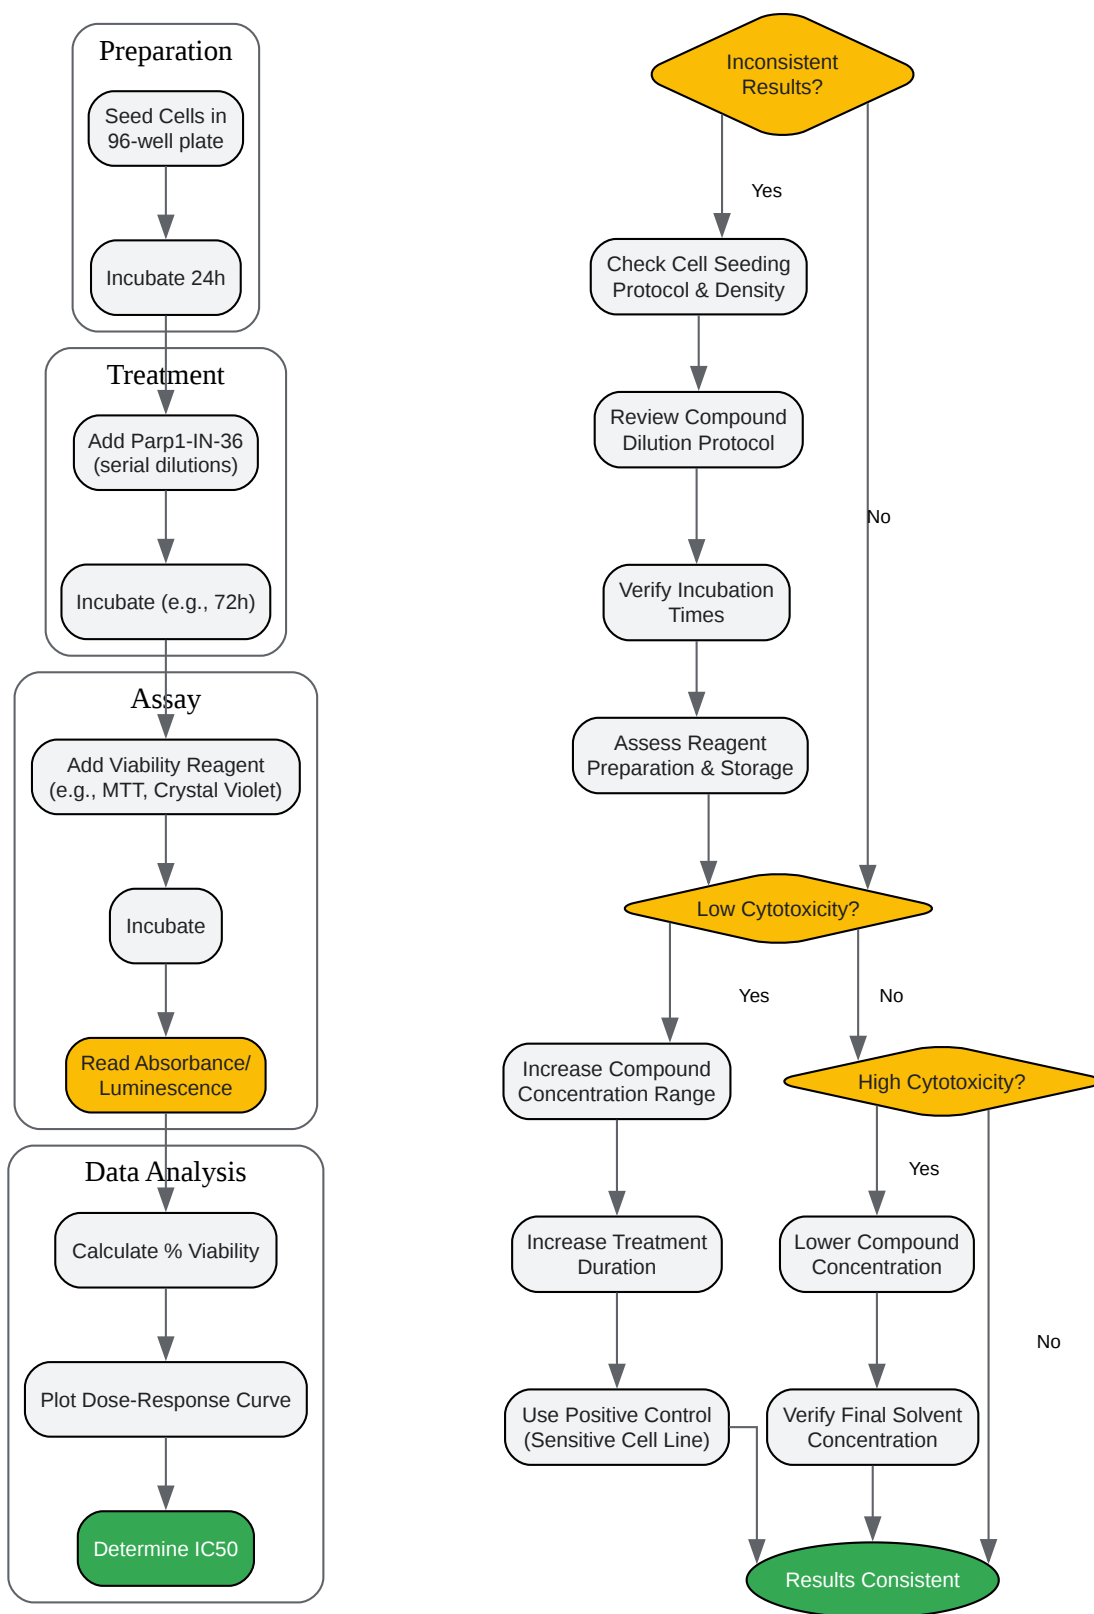 Preparation
Seed Cells in
96-well plate
Incubate 24h
Treatment
Add Parp1-IN-36
(serial dilutions)
Incubate (e.g., 72h)
Assay
Add Viability Reagent
(e.g., MTT, Crystal Violet)
Incubate
Read Absorbance/
Luminescence
Data Analysis
Calculate % Viability
Plot Dose-Response Curve
Determine IC50
Inconsistent
Results?
Yes
No
Check Cell Seeding
Protocol & Density
Review Compound
Dilution Protocol
Verify Incubation
Times
Assess Reagent
Preparation & Storage
Low Cytotoxicity?
Yes
No
Increase Compound
Concentration Range
Increase Treatment
Duration
Use Positive Control
(Sensitive Cell Line)
High Cytotoxicity?
Yes
No
Lower Compound
Concentration
Verify Final Solvent
Concentration
Results Consistent